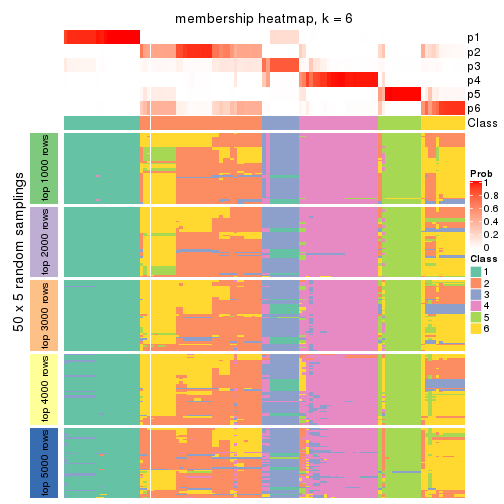 membership heatmap, k = 6
p1
p2
p3
p4
p5
p6
Class
50 x 5 random samplings
top 1000 rows
top 2000 rows
top 3000 rows
top 4000 rows
top 5000 rows
Prob
1
0.8
0.6
0.4
0.2
0
Class
1
2
3
4
5
6